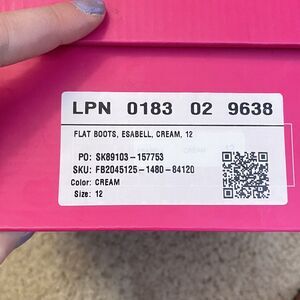 LPN 0183 02 9638
FLAT BOOTS, ESABELL, CREAM, 12
PO: SK89103-157753
SKU: FB2045125-1480-84120
Color: CREAM
Size: 12